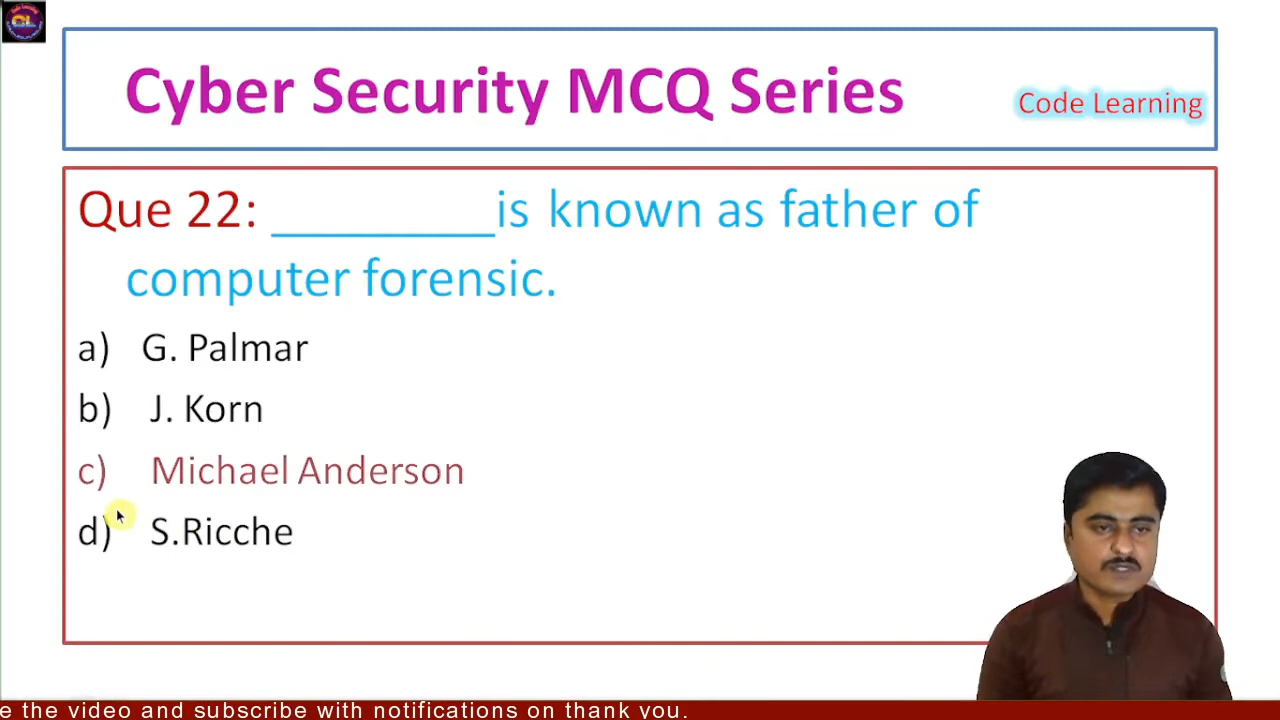 Cyber Security MCQ Series
Code Learning
Que 22: _________is known as father of
computer forensic.
a) G. Palmar
b) J. Korn
c) Michael Anderson
d) S.Ricche
e the video and subscribe with notifications on thank you.